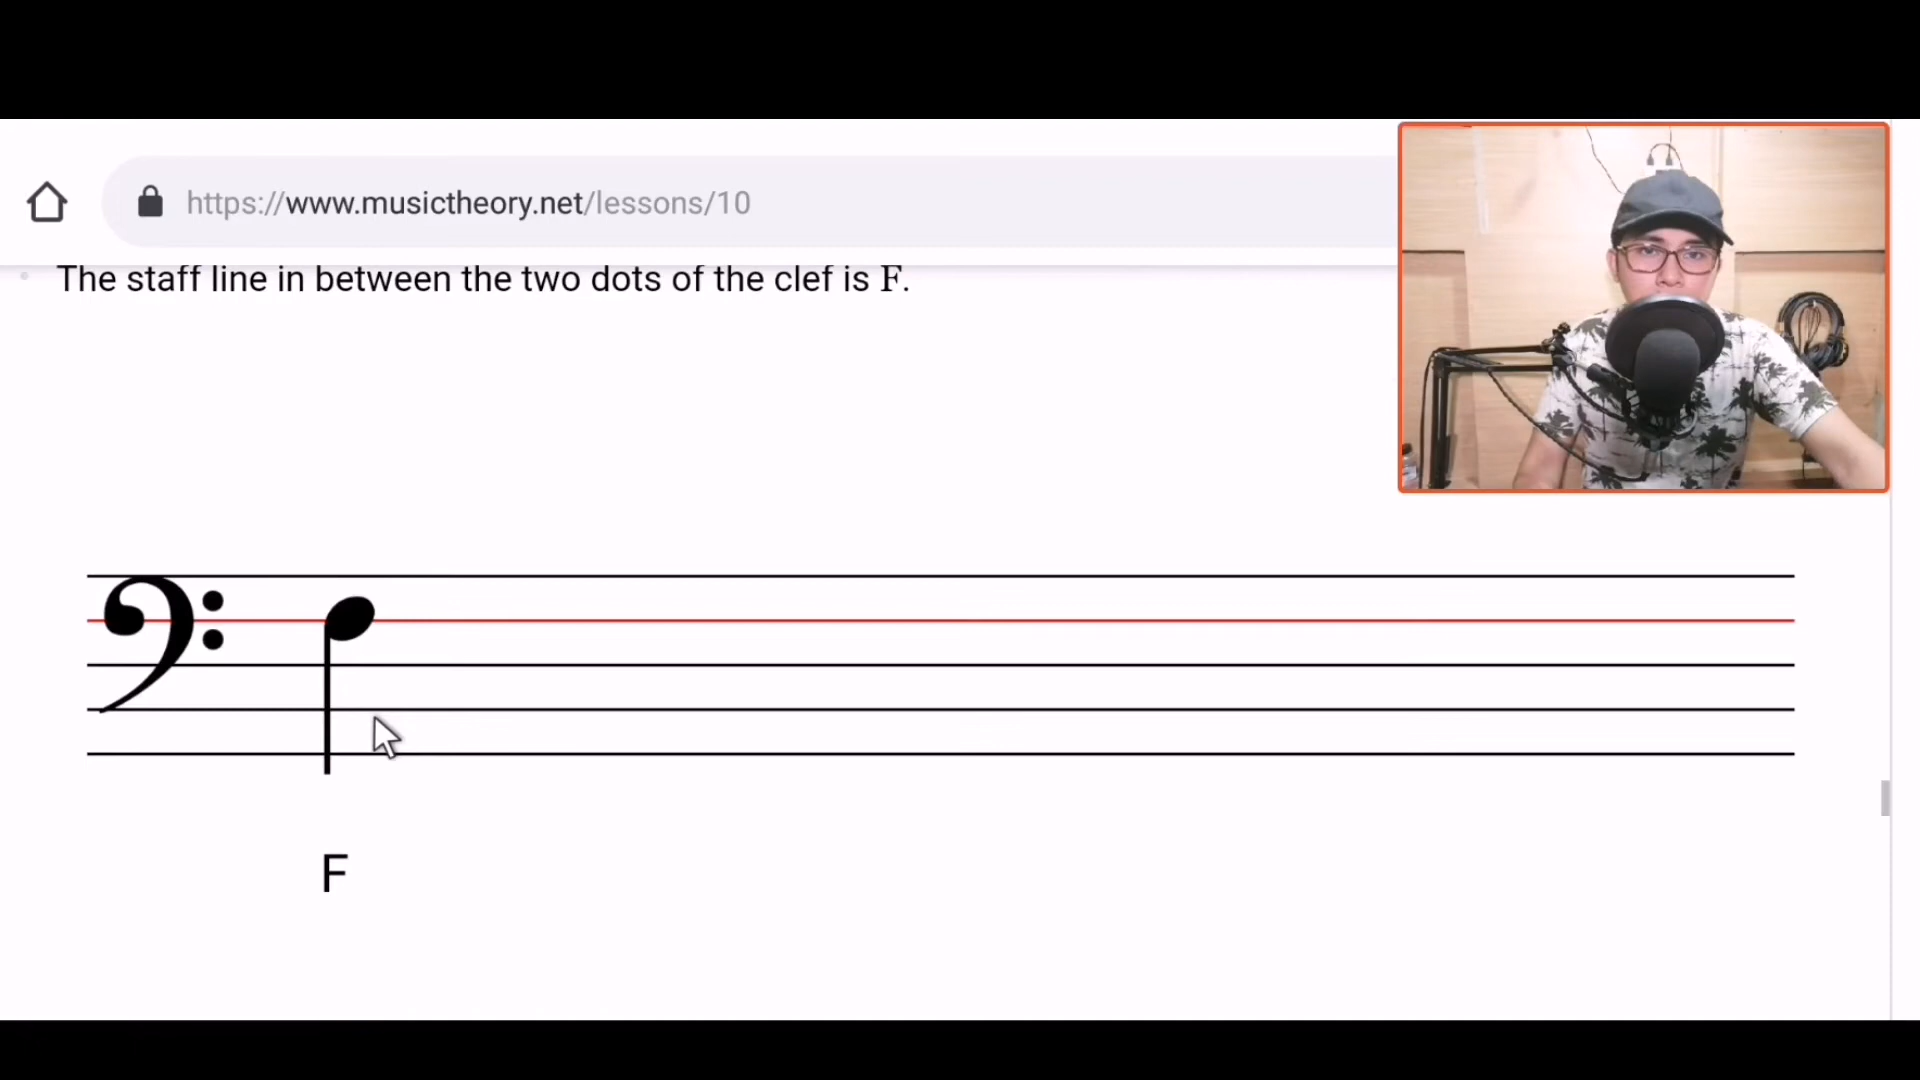 https://www.musictheory.net/lessons/10
The staff line in between the two dots of the clef is F.
F